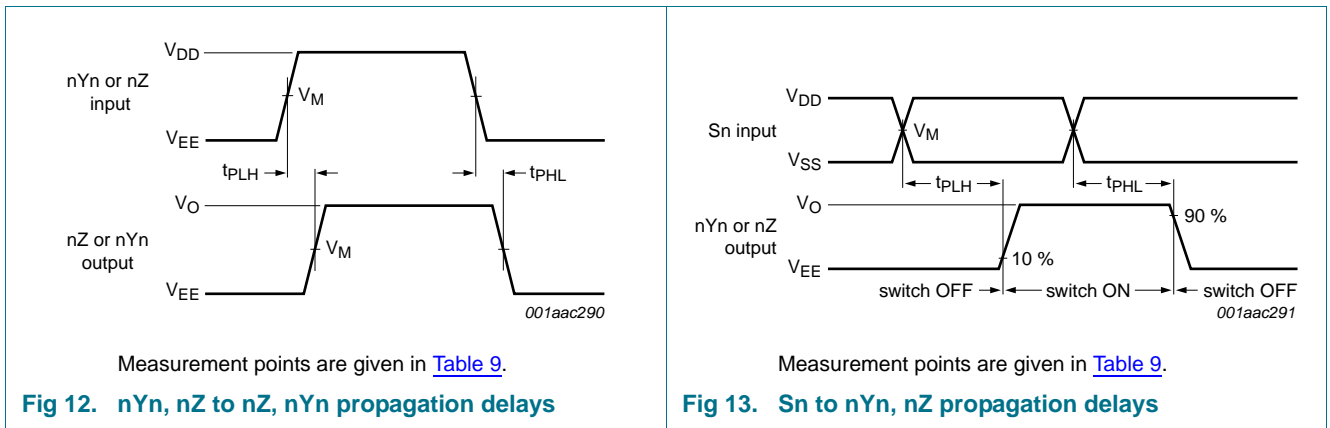 VDD
nYn or nZ
input
VM
VEE
tPLH
tPHL
VO
nZ or nYn
output
VM
VEE
001aac290
Measurement points are given in Table 9.
Fig 12. nYn, nZ to nZ, nYn propagation delays
VDD
Sn input
VM
VSS
tPLH
tPHL
VO
nYn or nZ
output
90 %
10 %
VEE
switch OFF
switch ON
switch OFF
001aac291
Measurement points are given in Table 9.
Fig 13. Sn to nYn, nZ propagation delays